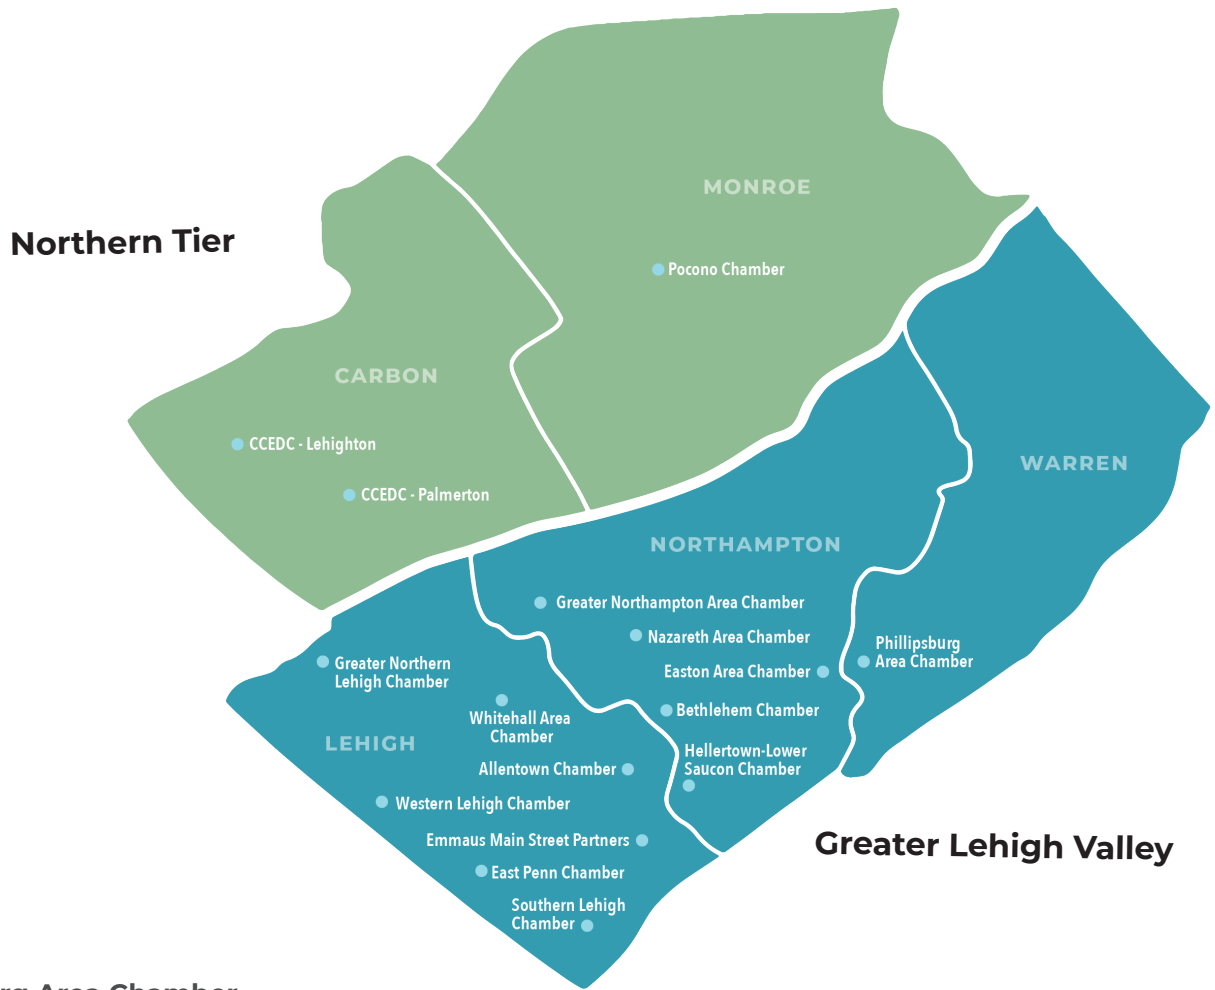 MONROE
Northern Tier
Pocono Chamber
CARBON
CCEDC - Lehighton
WARREN
CCEDC - Palmerton
NORTHAMPTON
Greater Northampton Area Chamber
Nazareth Area Chamber
Easton Area Chamber
Phillipsburg
Area Chamber
Greater Northern
Lehigh Chamber
Bethlehem Chamber
Whitehall Area
Chamber
LEHIGH
Hellertown-Lower
Saucon Chamber
Allentown Chamber
Western Lehigh Chamber
Emmaus Main Street Partners
Greater Lehigh Valley
East Penn Chamber
Southern Lehigh
Chamber
rg Area Chamber